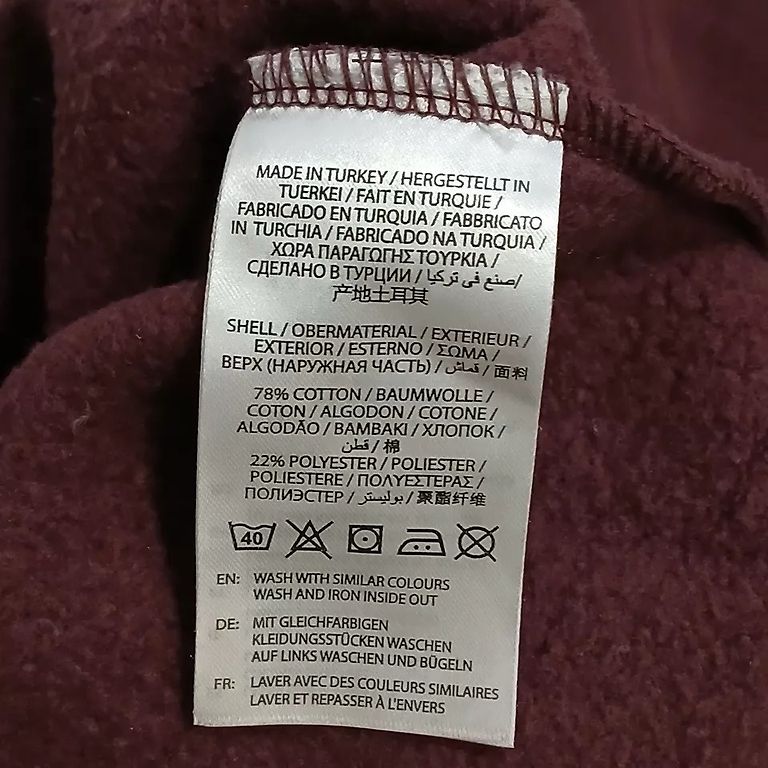 MADE IN TURKEY / HERGESTELLT IN
TUERKEI / FAIT EN TURQUIE /
FABRICADO EN TURQUIA / FABBRICATO
IN TURCHIA / FABRICADO NA TURQUIA /
ΧΩΡΑ ΠΑΡΑΓΩΓΗΣ ΤΟΥΡΚΙΑ /
СДЕЛАНО В ТУРЦИИ / صنع في تركيا /
产地土耳其
SHELL / OBERMATERIAL / EXTERIEUR /
EXTERIOR / ESTERNO / ΣΩΜΑ /
ВЕРХ (НАРУЖНАЯ ЧАСТЬ) / قماش / 面料
78% COTTON / BAUMWOLLE /
COTON / ALGODON / COTONE /
ALGODÃO / BAMBAKI / ХЛОПОК /
قطن / 棉
22% POLYESTER / POLIESTER /
POLIESTERE / ΠΟΛΥΕΣΤΕΡΑΣ /
ПОЛИЭСТЕР / بوليستر / 聚酯纤维
40
EN: WASH WITH SIMILAR COLOURS
WASH AND IRON INSIDE OUT
DE: MIT GLEICHFARBIGEN
KLEIDUNGSSTÜCKEN WASCHEN
AUF LINKS WASCHEN UND BÜGELN
FR: LAVER AVEC DES COULEURS SIMILAIRES
LAVER ET REPASSER À L'ENVERS